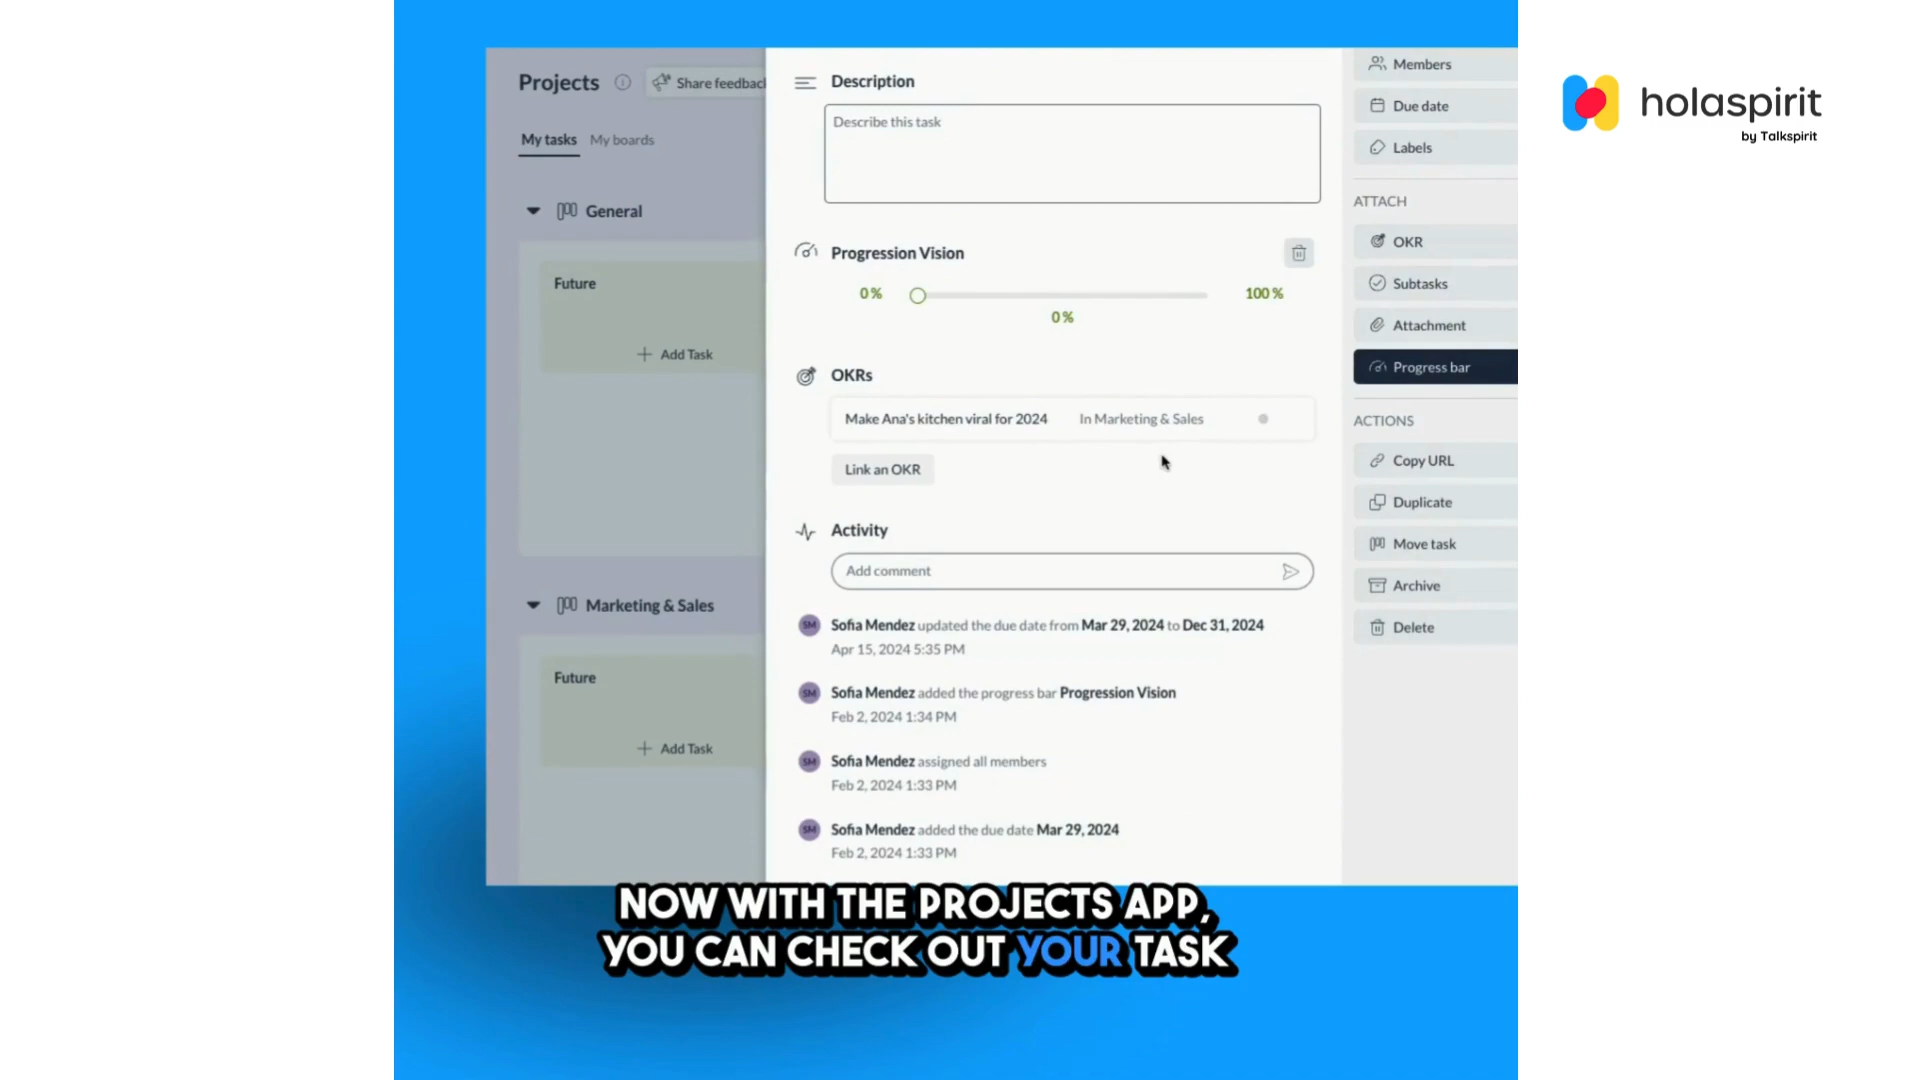 Projects
Share feedback
My tasks
My boards
General
Future
Add Task
Marketing & Sales
Future
Add Task
Description
Describe this task
Progression Vision
0 %
100 %
0 %
OKRs
Make Ana's kitchen viral for 2024 In Marketing & Sales
Link an OKR
Activity
Add comment
SM Sofia Mendez updated the due date from Mar 29, 2024 to Dec 31, 2024
Apr 15, 2024 5:35 PM
SM Sofia Mendez added the progress bar Progression Vision
Feb 2, 2024 1:34 PM
SM Sofia Mendez assigned all members
Feb 2, 2024 1:33 PM
SM Sofia Mendez added the due date Mar 29, 2024
Feb 2, 2024 1:33 PM
Members
Due date
Labels
ATTACH
OKR
Subtasks
Attachment
Progress bar
ACTIONS
Copy URL
Duplicate
Move task
Archive
Delete
NOW WITH THE PROJECTS APP,
YOU CAN CHECK OUT YOUR TASK
holaspirit
by Talkspirit